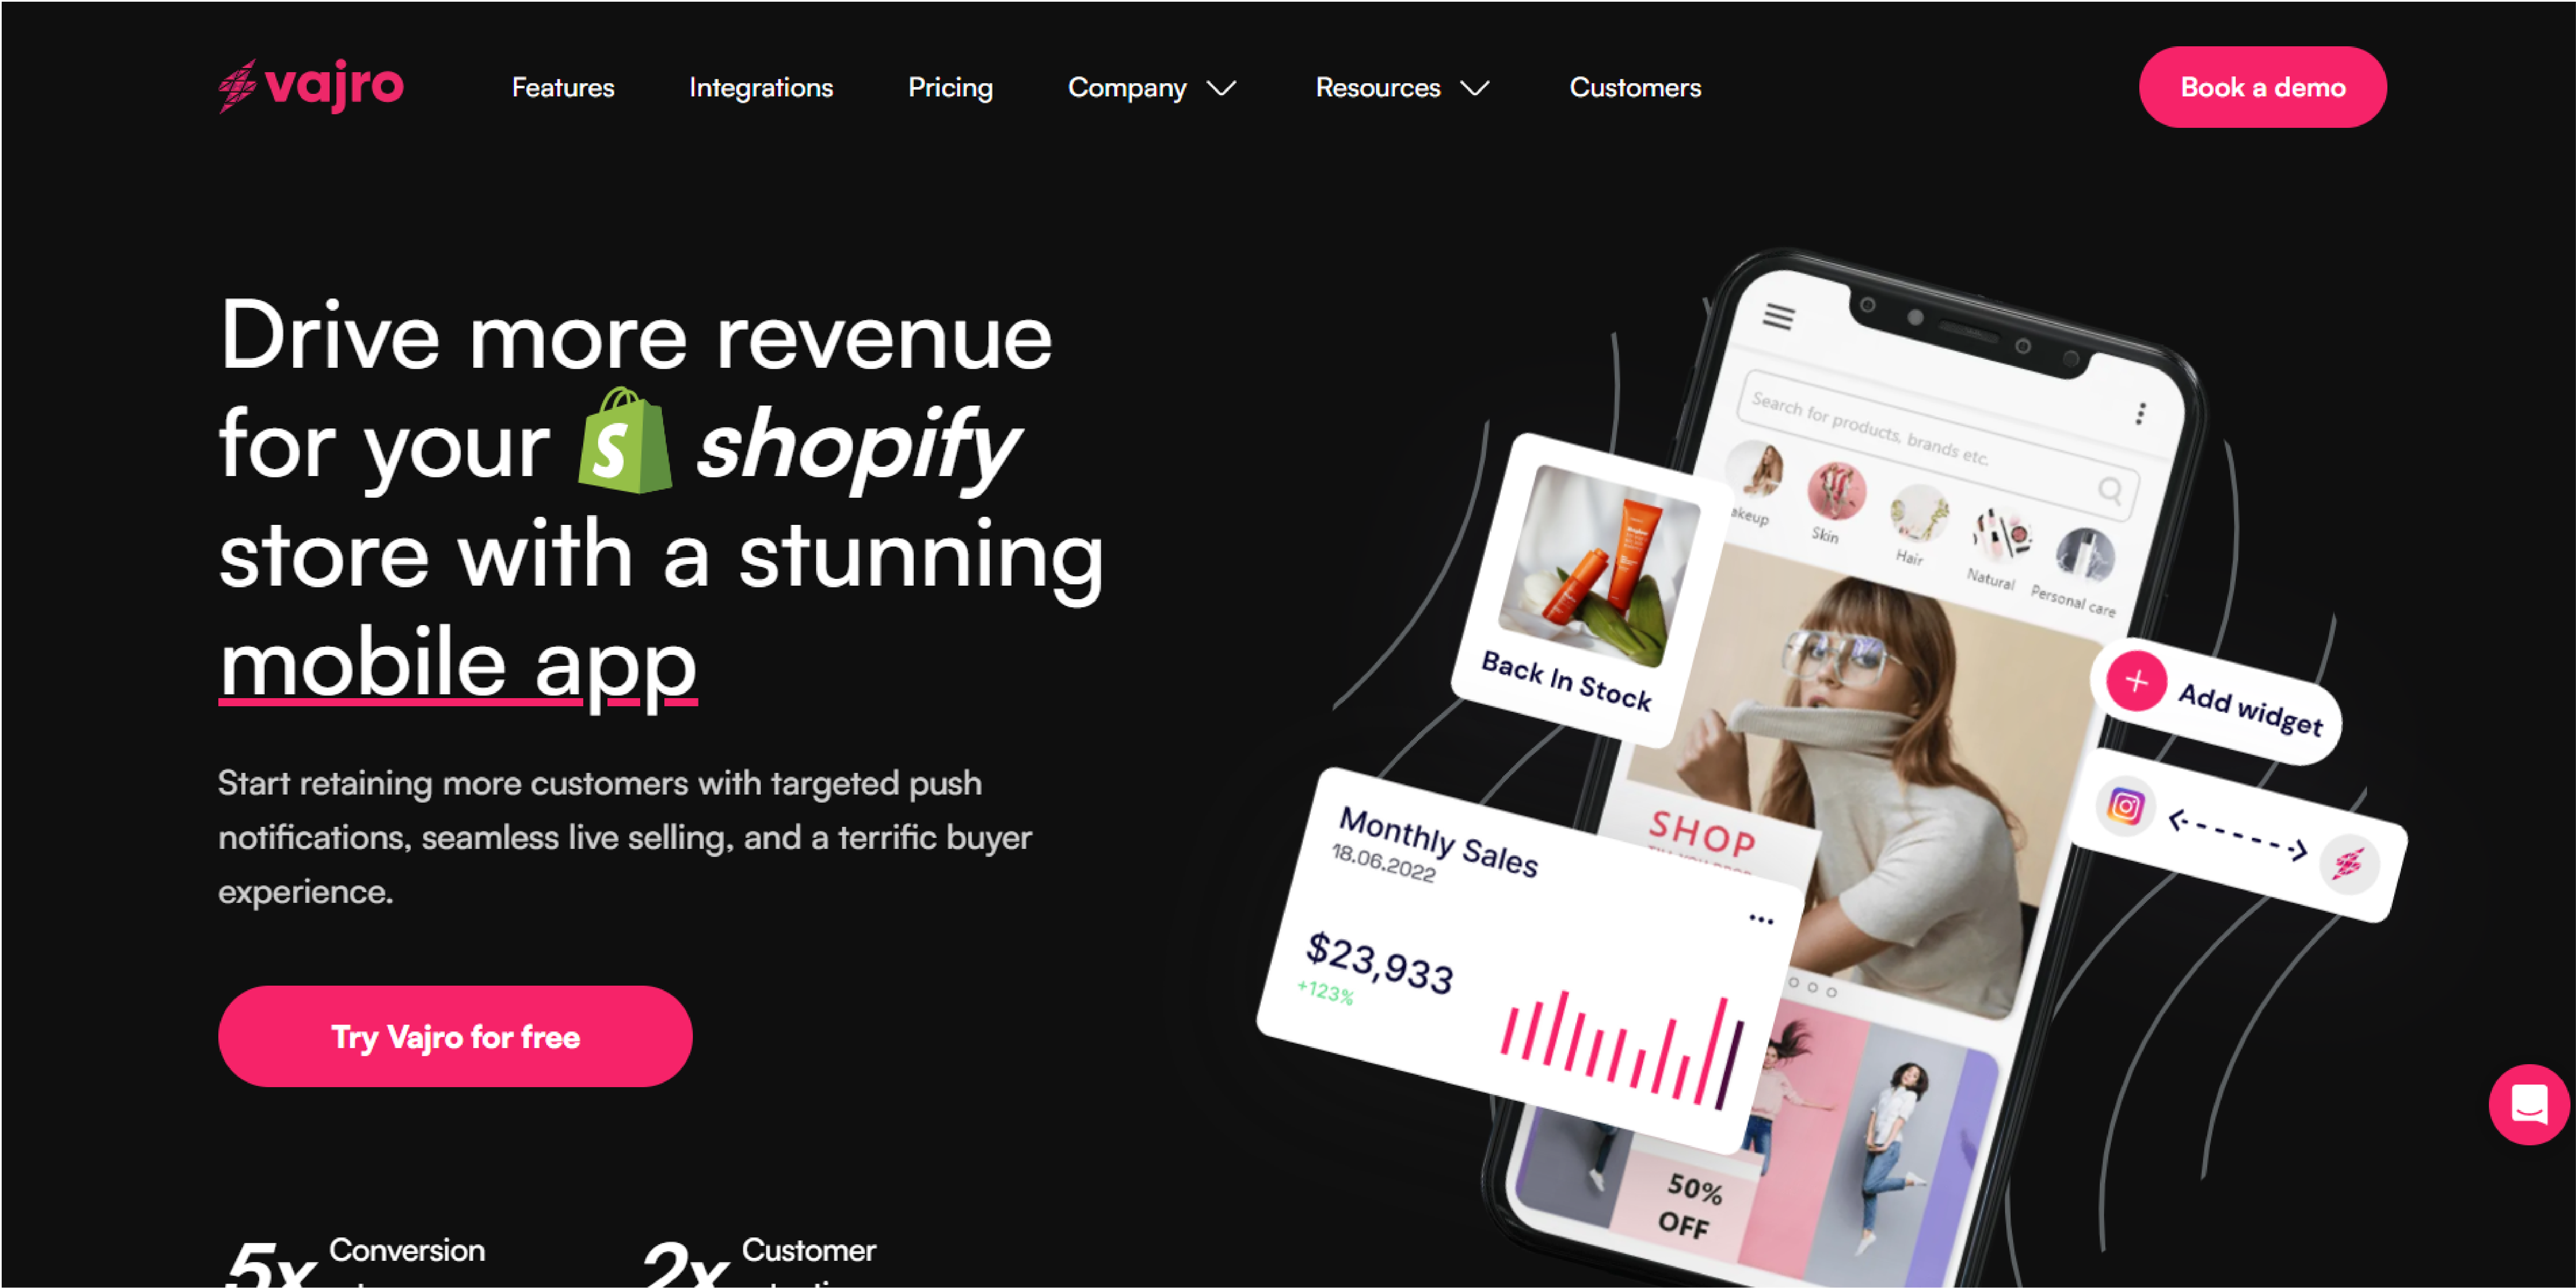 vajro
Features
Integrations
Pricing
Company
Resources
Customers
Book a demo
Drive more revenue
for your shopify
store with a stunning
mobile app
Start retaining more customers with targeted push
notifications, seamless live selling, and a terrific buyer
experience.
Try Vajro for free
5x Conversion
2x Customer
Search for products, brands etc.
akeup
Skin
Hair
Natural
Personal care
Back In Stock
Add widget
SHOP
Monthly Sales
18.06.2022
$23,933
+123%
50%
OFF